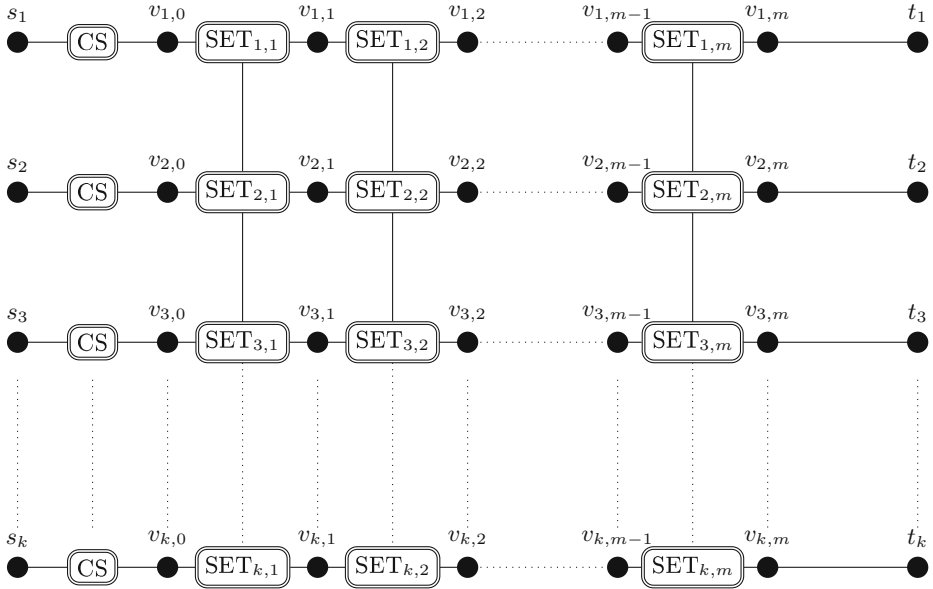 s₁ v₁,₀ v₁,₁ v₁,₂ v₁,ₘ₋₁ v₁,ₘ t₁
CS SET₁,₁ SET₁,₂ SET₁,ₘ
s₂ v₂,₀ v₂,₁ v₂,₂ v₂,ₘ₋₁ v₂,ₘ t₂
CS SET₂,₁ SET₂,₂ SET₂,ₘ
s₃ v₃,₀ v₃,₁ v₃,₂ v₃,ₘ₋₁ v₃,ₘ t₃
CS SET₃,₁ SET₃,₂ SET₃,ₘ
sₖ vₖ,₀ vₖ,₁ vₖ,₂ vₖ,ₘ₋₁ vₖ,ₘ tₖ
CS SETₖ,₁ SETₖ,₂ SETₖ,ₘ